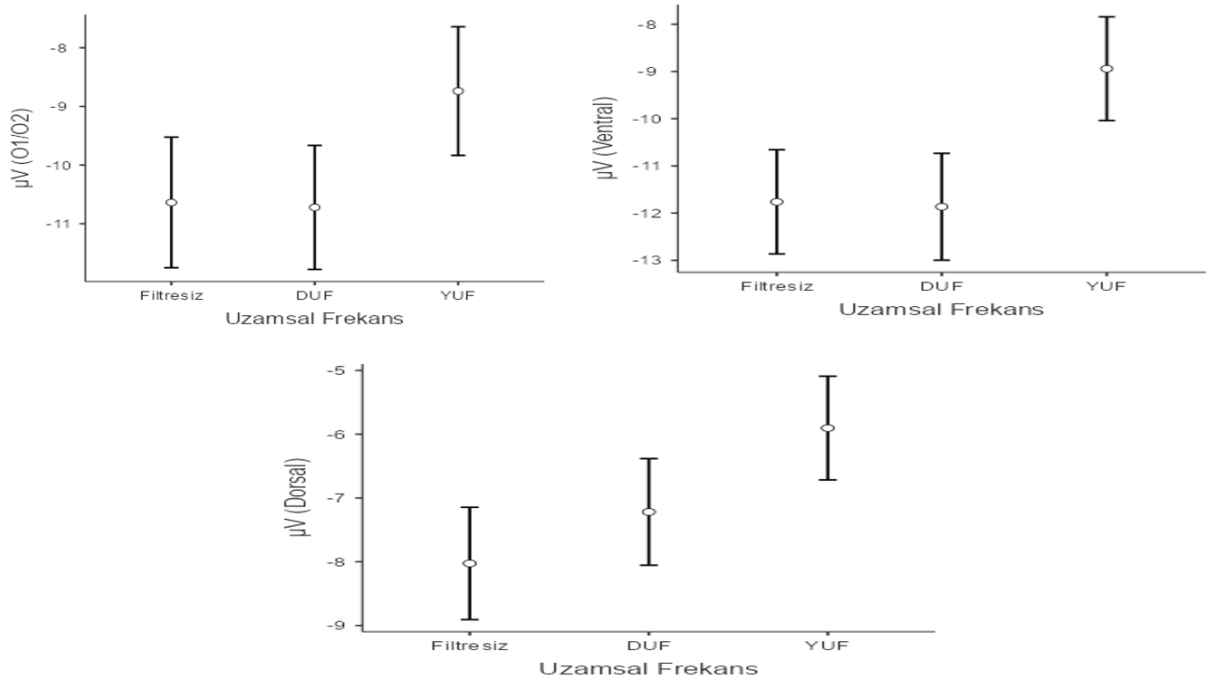 -8
-9
-10
-11
µV (O1/O2)
Filtresiz DUF YUF
Uzamsal Frekans
-8
-9
-10
-11
-12
-13
µV (Ventral)
Filtresiz DUF YUF
Uzamsal Frekans
-5
-6
-7
-8
-9
µV (Dorsal)
Filtresiz DUF YUF
Uzamsal Frekans